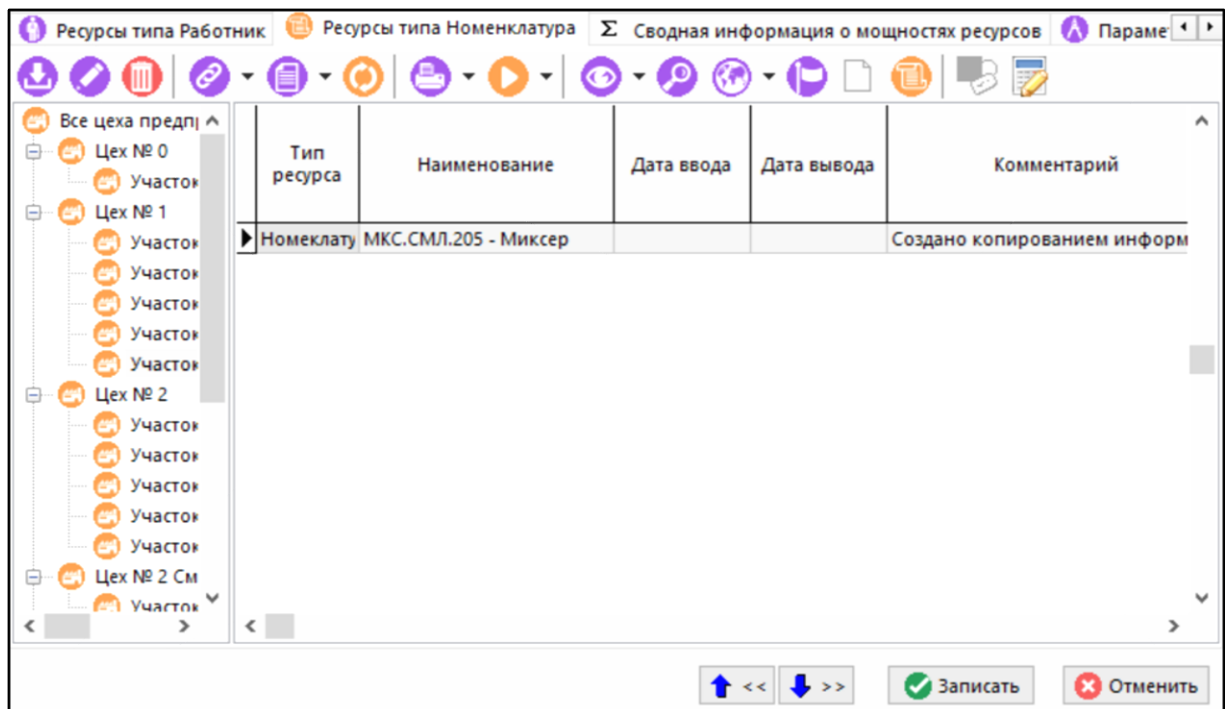 Ресурсы типа Работник Ресурсы типа Номенклатура Σ Сводная информация о мощностях ресурсов Параме
Все цеха предп
Цех № 0
Участок
Цех № 1
Участок
Участок
Участок
Участок
Участок
Цех № 2
Участок
Участок
Участок
Участок
Участок
Цех № 2 См
Участок
Тип ресурса Наименование Дата ввода Дата вывода Комментарий
Номеклату МКС.СМЛ.205 - Миксер Создано копированием информ
<< >> Записать Отменить